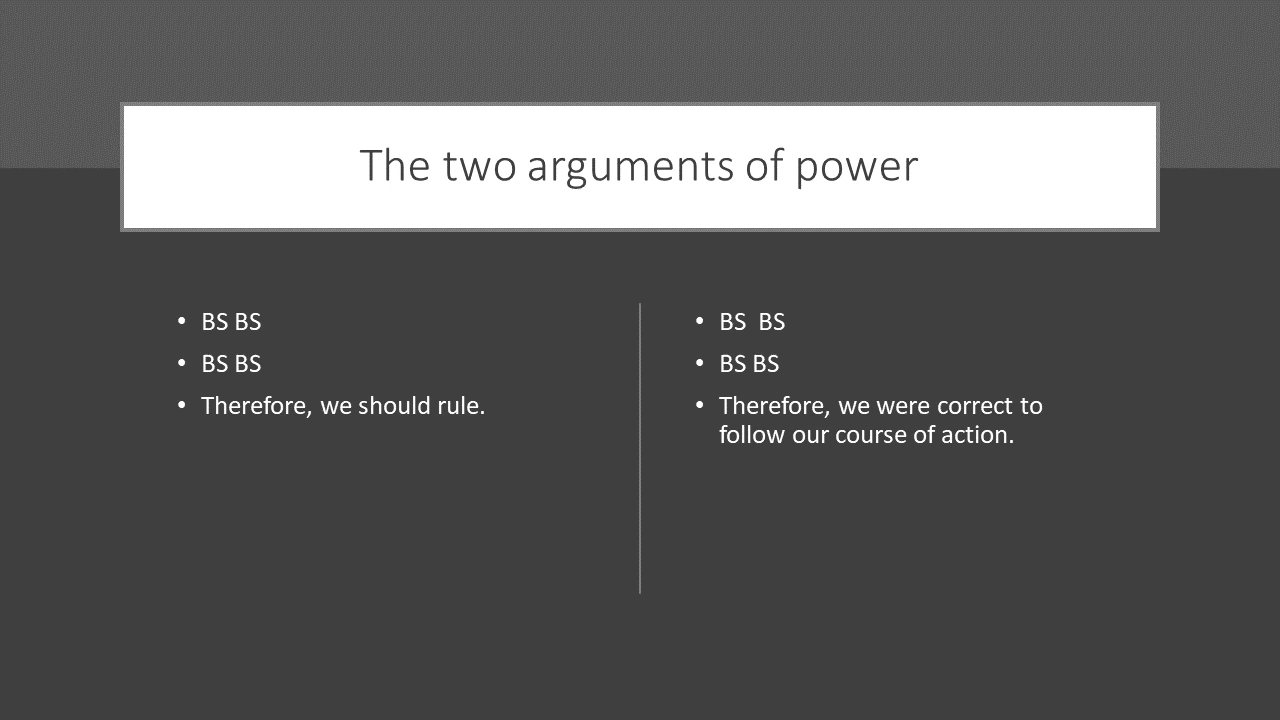 The two arguments of power
• BS BS
• BS BS
• Therefore, we should rule.
• BS  BS
• BS BS
• Therefore, we were correct to
follow our course of action.